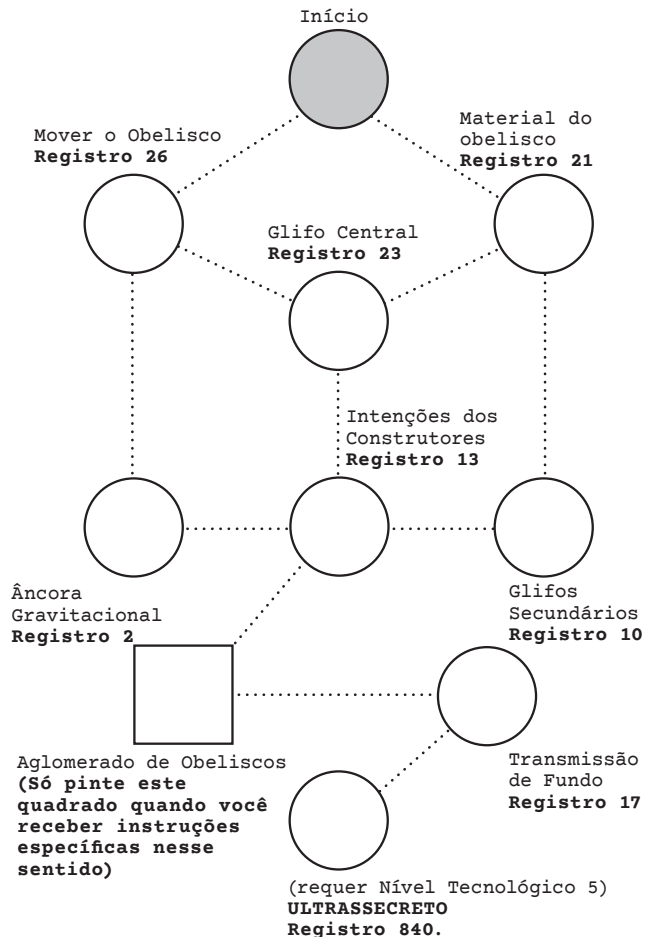 Início
Mover o Obelisco
Registro 26
Material do
obelisco
Registro 21
Glifo Central
Registro 23
Intenções dos
Construtores
Registro 13
Âncora
Gravitacional
Registro 2
Glifos
Secundários
Registro 10
Aglomerado de Obeliscos
(Só pinte este
quadrado quando você
receber instruções
específicas nesse
sentido)
Transmissão
de Fundo
Registro 17
(requer Nível Tecnológico 5)
ULTRASSECRETO
Registro 840.